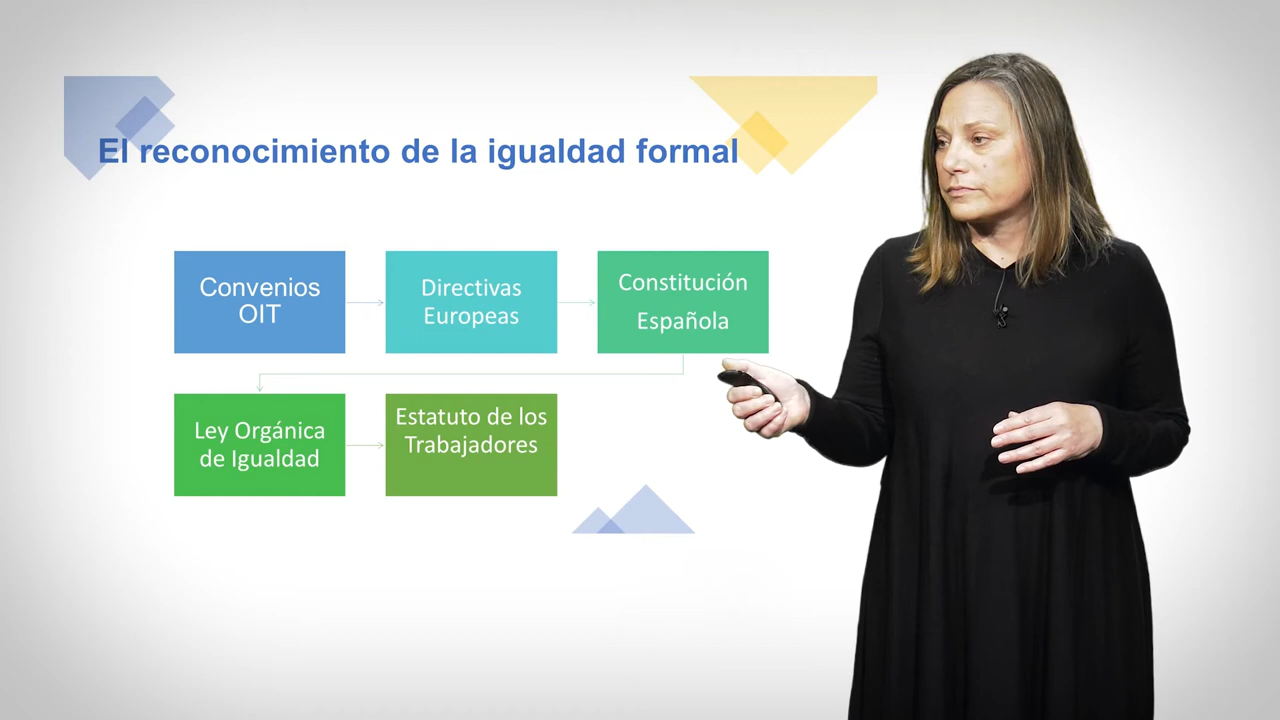 El reconocimiento de la igualdad formal
Convenios
OIT
Directivas
Europeas
Constitución
Española
Ley Orgánica
de Igualdad
Estatuto de los
Trabajadores